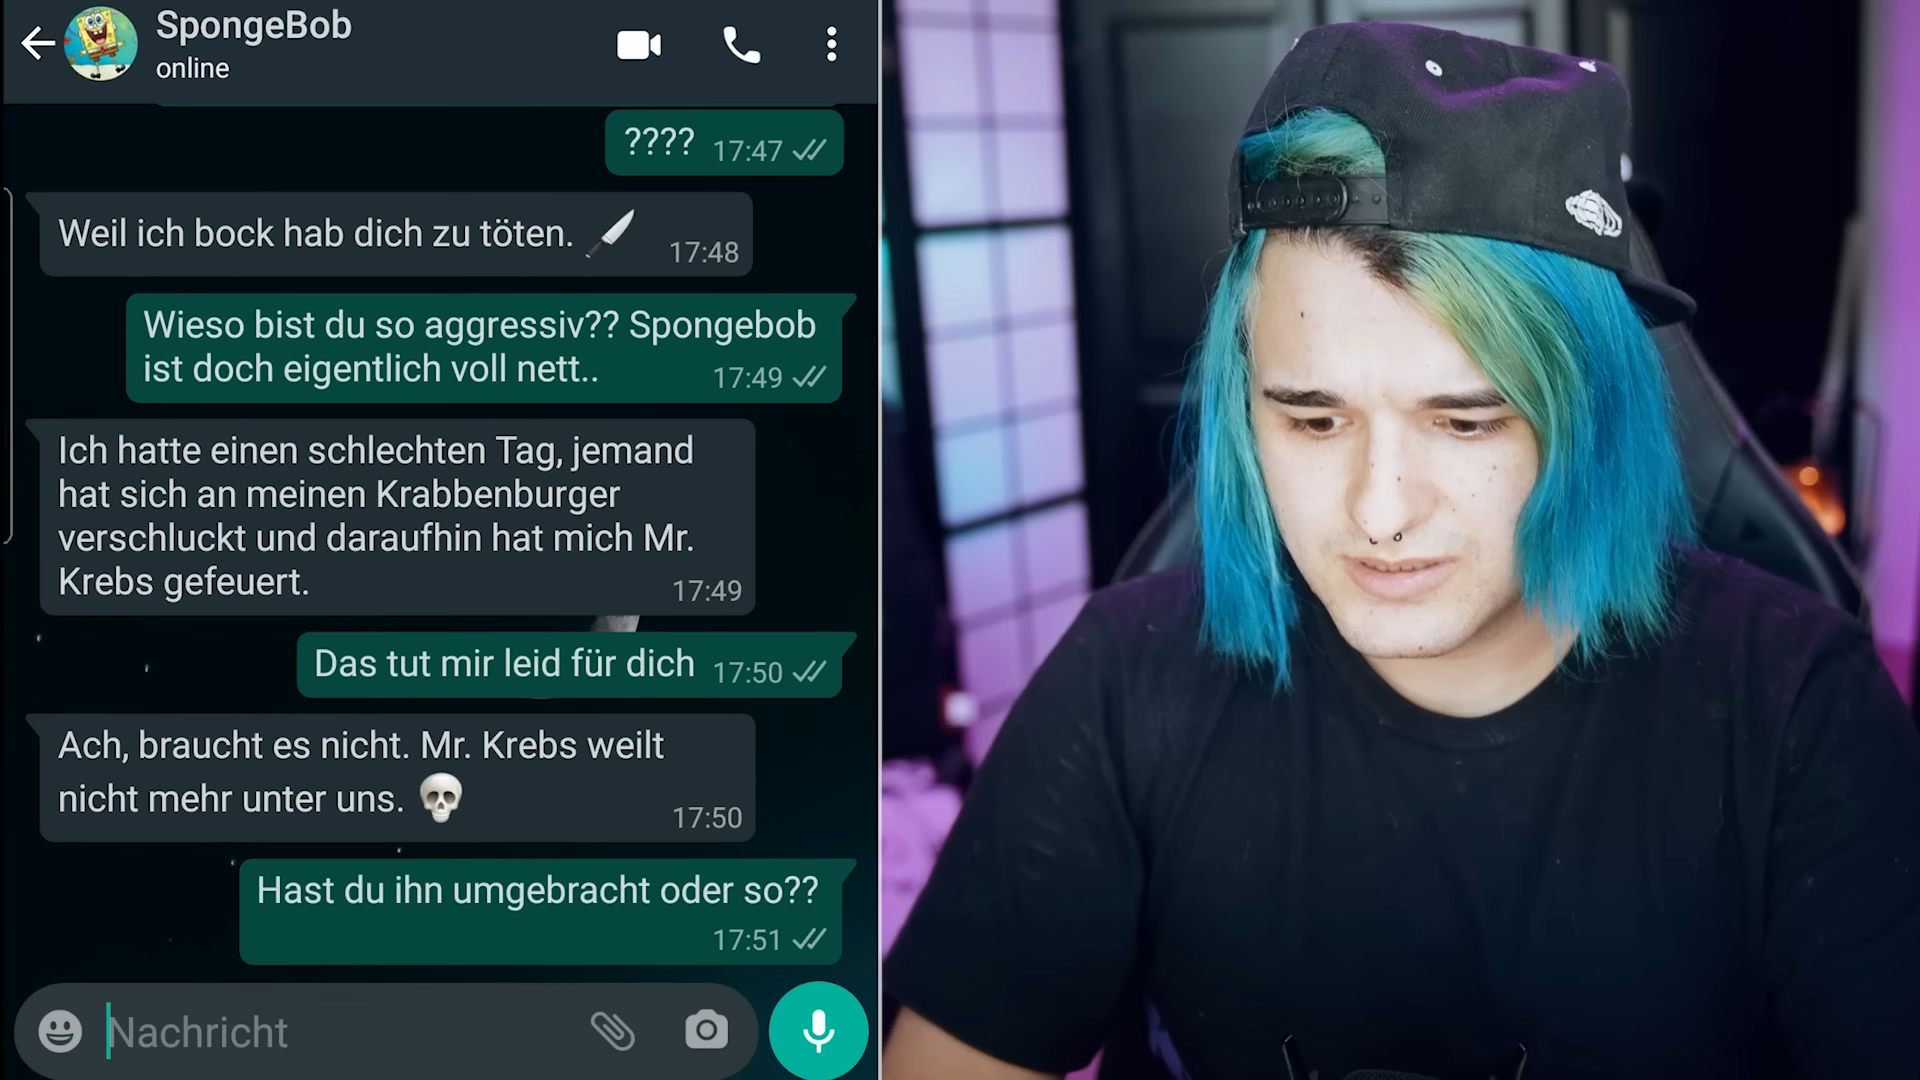 SpongeBob
online
???? 17:47
Weil ich bock hab dich zu töten. 🔪 17:48
Wieso bist du so aggressiv?? Spongebob
ist doch eigentlich voll nett.. 17:49
Ich hatte einen schlechten Tag, jemand
hat sich an meinen Krabbenburger
verschluckt und daraufhin hat mich Mr.
Krebs gefeuert. 17:49
Das tut mir leid für dich 17:50
Ach, braucht es nicht. Mr. Krebs weilt
nicht mehr unter uns. 💀 17:50
Hast du ihn umgebracht oder so??
17:51
Nachricht